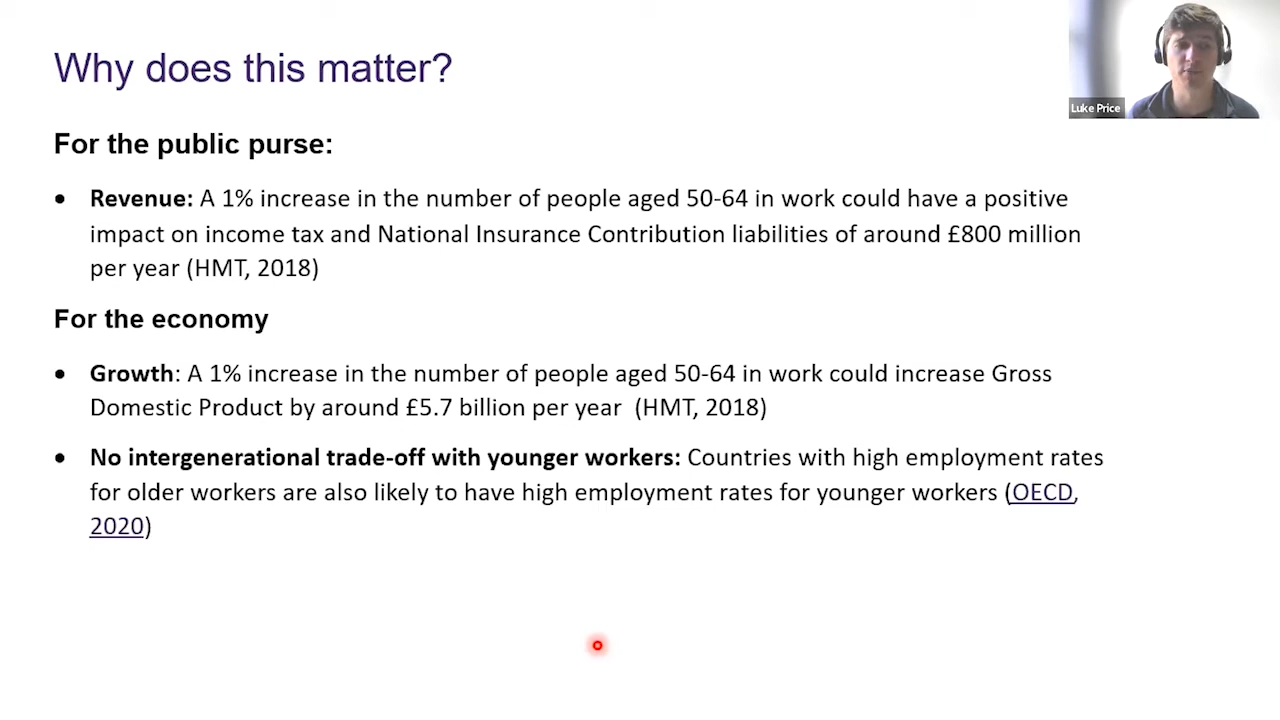 Why does this matter?
Luke Price
For the public purse:
• Revenue: A 1% increase in the number of people aged 50-64 in work could have a positive
impact on income tax and National Insurance Contribution liabilities of around £800 million
per year (HMT, 2018)
For the economy
• Growth: A 1% increase in the number of people aged 50-64 in work could increase Gross
Domestic Product by around £5.7 billion per year (HMT, 2018)
• No intergenerational trade-off with younger workers: Countries with high employment rates
for older workers are also likely to have high employment rates for younger workers (OECD,
2020)